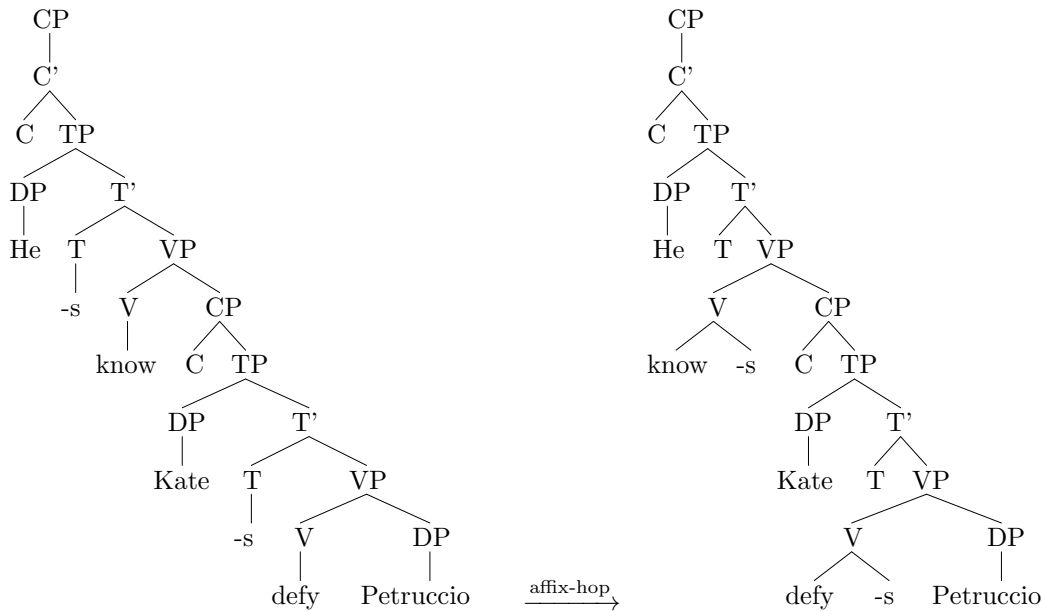 CP CP
C' C'
C TP C TP
DP T' DP T'
He T VP He T VP
-s V CP V CP
know C TP know -s C TP
DP T' DP T'
Kate T VP Kate T VP
-s V DP V DP
defy Petruccio affix-hop defy -s Petruccio